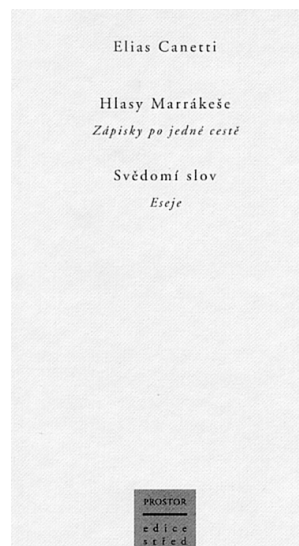 Elias Canetti
Hlasy Marrákeše
Zápisky po jedné cestě
Svědomí slov
Eseje
PROSTOR
edice
střed